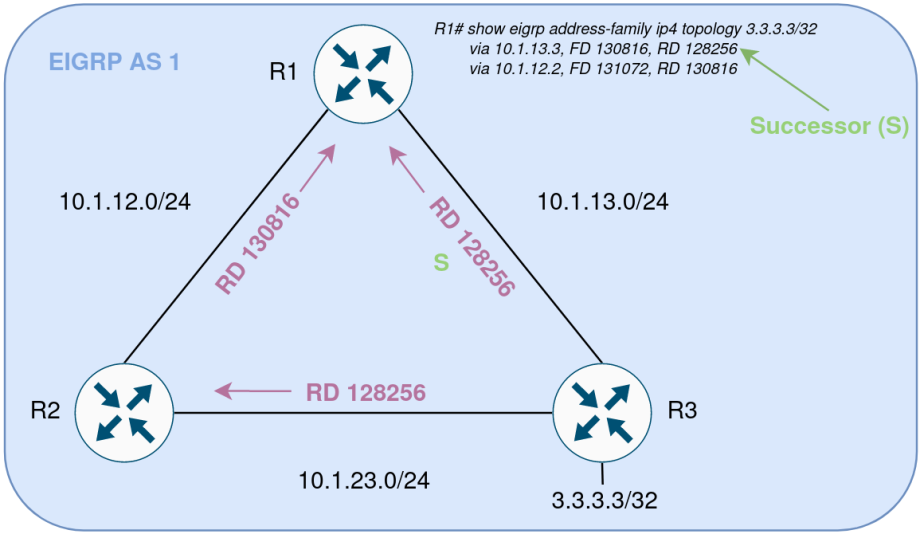 R1# show eigrp address-family ip4 topology 3.3.3.3/32
via 10.1.13.3, FD 130816, RD 128256
via 10.1.12.2, FD 131072, RD 130816
EIGRP AS 1
R1
Successor (S)
10.1.12.0/24
10.1.13.0/24
RD 130816
RD 128256
S
RD 128256
R2
R3
10.1.23.0/24
3.3.3.3/32